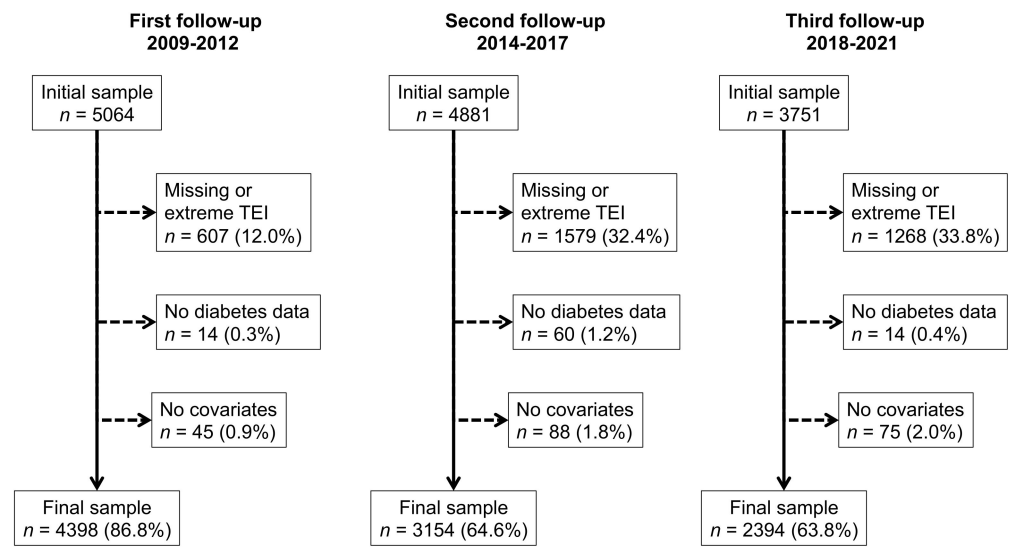 First follow-up
2009-2012
Initial sample
n = 5064
Missing or
extreme TEI
n = 607 (12.0%)
No diabetes data
n = 14 (0.3%)
No covariates
n = 45 (0.9%)
Final sample
n = 4398 (86.8%)
Second follow-up
2014-2017
Initial sample
n = 4881
Missing or
extreme TEI
n = 1579 (32.4%)
No diabetes data
n = 60 (1.2%)
No covariates
n = 88 (1.8%)
Final sample
n = 3154 (64.6%)
Third follow-up
2018-2021
Initial sample
n = 3751
Missing or
extreme TEI
n = 1268 (33.8%)
No diabetes data
n = 14 (0.4%)
No covariates
n = 75 (2.0%)
Final sample
n = 2394 (63.8%)